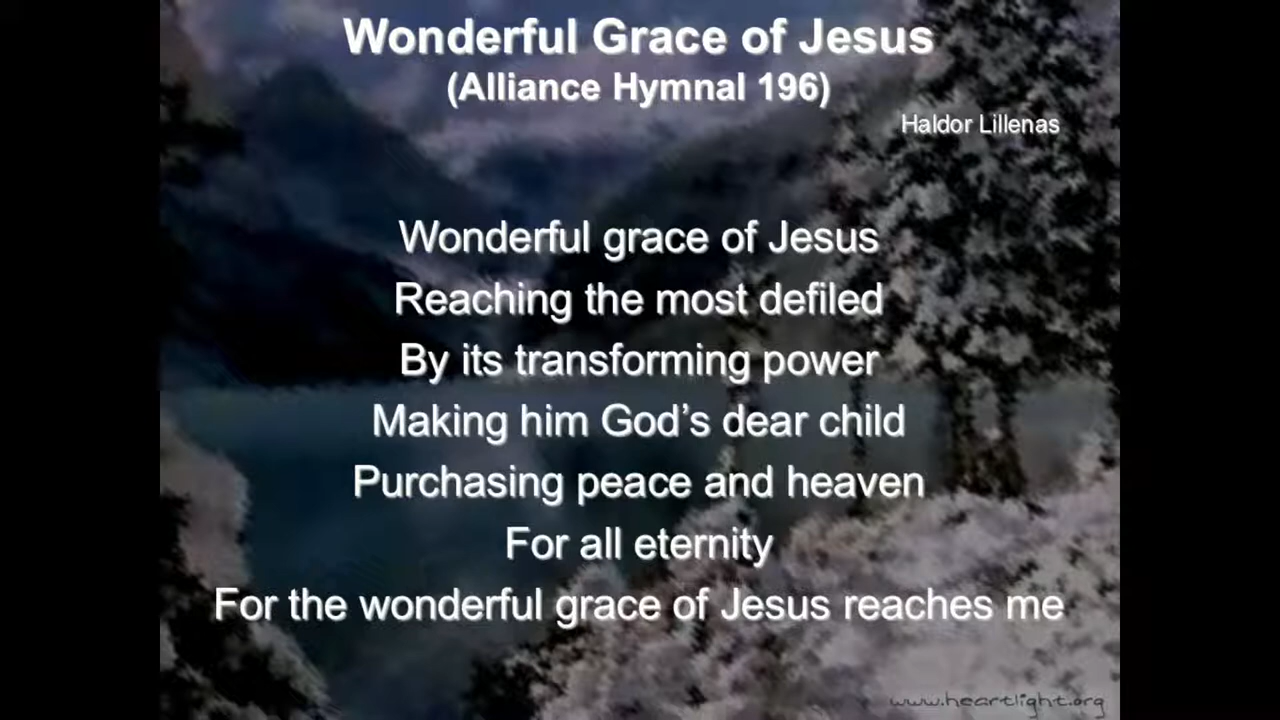 Wonderful Grace of Jesus
(Alliance Hymnal 196)
Haldor Lillenas
Wonderful grace of Jesus
Reaching the most defiled
By its transforming power
Making him God’s dear child
Purchasing peace and heaven
For all eternity
For the wonderful grace of Jesus reaches me
www.heartlight.org